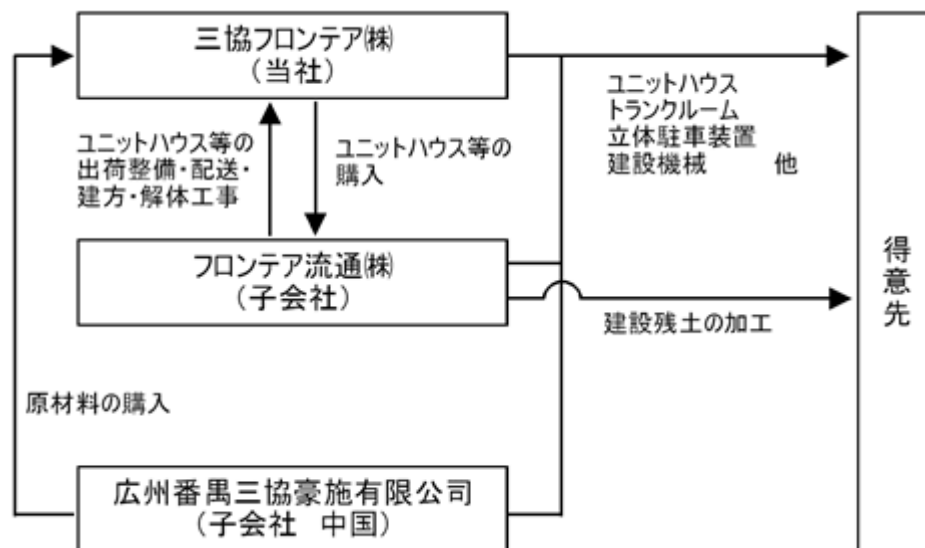 三協フロンテア㈱
(当社)
ユニットハウス
トランクルーム
立体駐車装置
建設機械　　他
ユニットハウス等の
出荷整備・配送・
建方・解体工事
ユニットハウス等の
購入
フロンテア流通㈱
(子会社)
得意先
建設残土の加工
原材料の購入
広州番禺三協豪施有限公司
(子会社　中国)